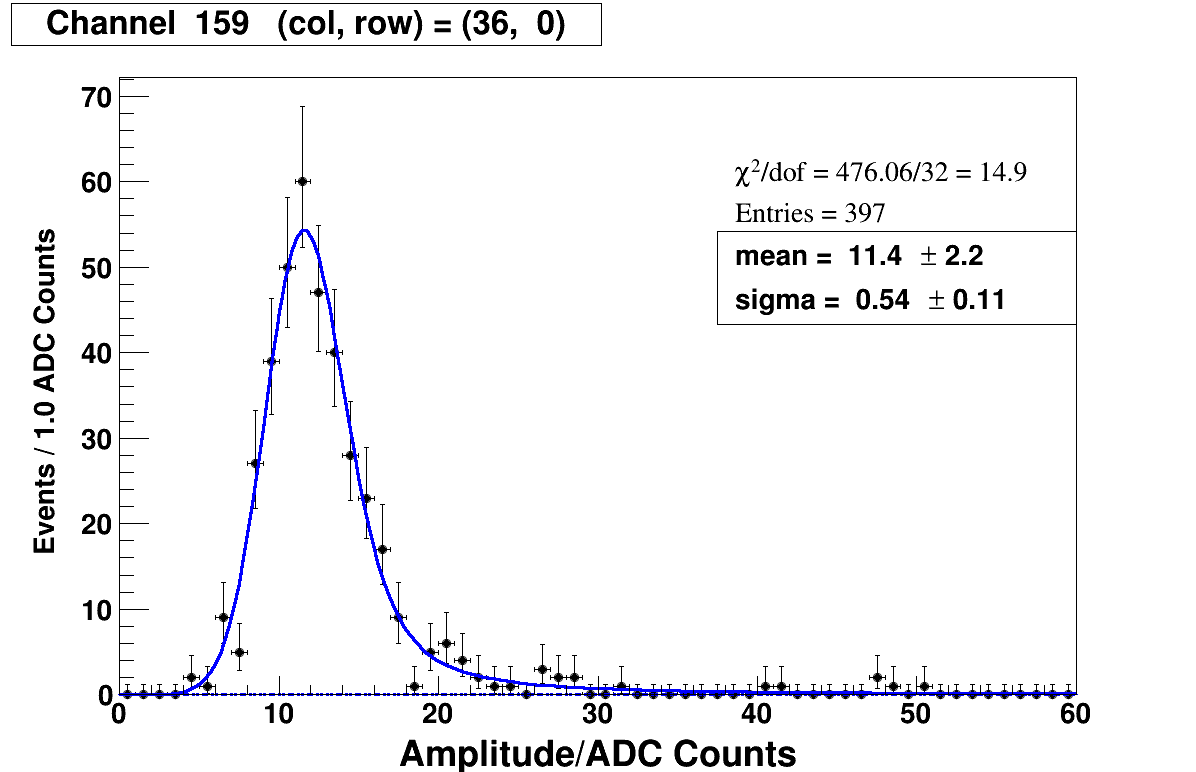 Channel 159 (col, row) = (36, 0)
70
60
50
40
30
20
10
0
Events / 1.0 ADC Counts
χ²/dof = 476.06/32 = 14.9
Entries = 397
mean = 11.4 ± 2.2
sigma = 0.54 ± 0.11
0 10 20 30 40 50 60
Amplitude/ADC Counts